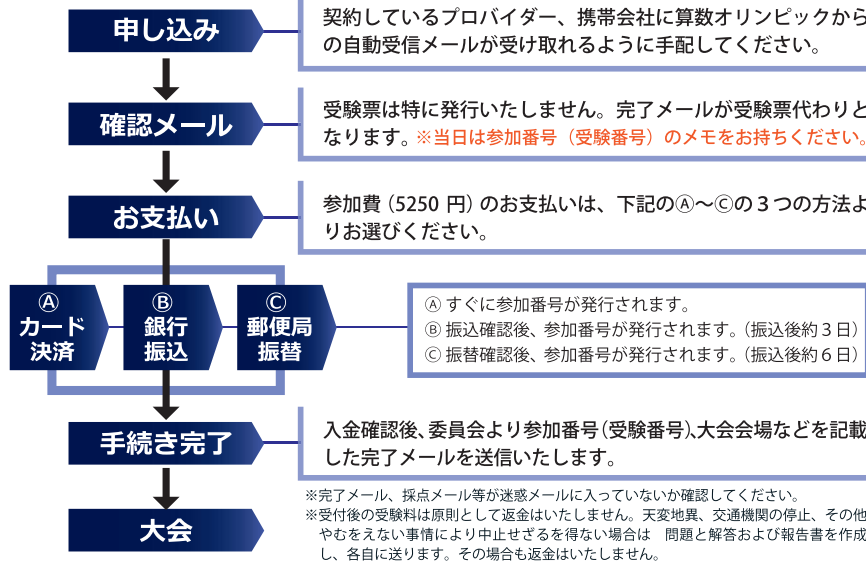 申し込み
契約しているプロバイダー、携帯会社に算数オリンピックから
の自動受信メールが受け取れるように手配してください。
確認メール
受験票は特に発行いたしません。完了メールが受験票代わりと
なります。※当日は参加番号（受験番号）のメモをお持ちください。
お支払い
参加費（5250 円）のお支払いは、下記のⒶ～Ⓒの３つの方法よ
りお選びください。
Ⓐ
カード
決済
Ⓑ
銀行
振込
Ⓒ
郵便局
振替
Ⓐ すぐに参加番号が発行されます。
Ⓑ 振込確認後、参加番号が発行されます。（振込後約３日）
Ⓒ 振替確認後、参加番号が発行されます。（振込後約６日）
手続き完了
入金確認後、委員会より参加番号（受験番号）、大会会場などを記載
した完了メールを送信いたします。
大会
※完了メール、採点メール等が迷惑メールに入っていないか確認してください。
※受付後の受験料は原則として返金はいたしません。天変地異、交通機関の停止、その他
やむをえない事情により中止せざるを得ない場合は　問題と解答および報告書を作成
し、各自に送ります。その場合も返金はいたしません。